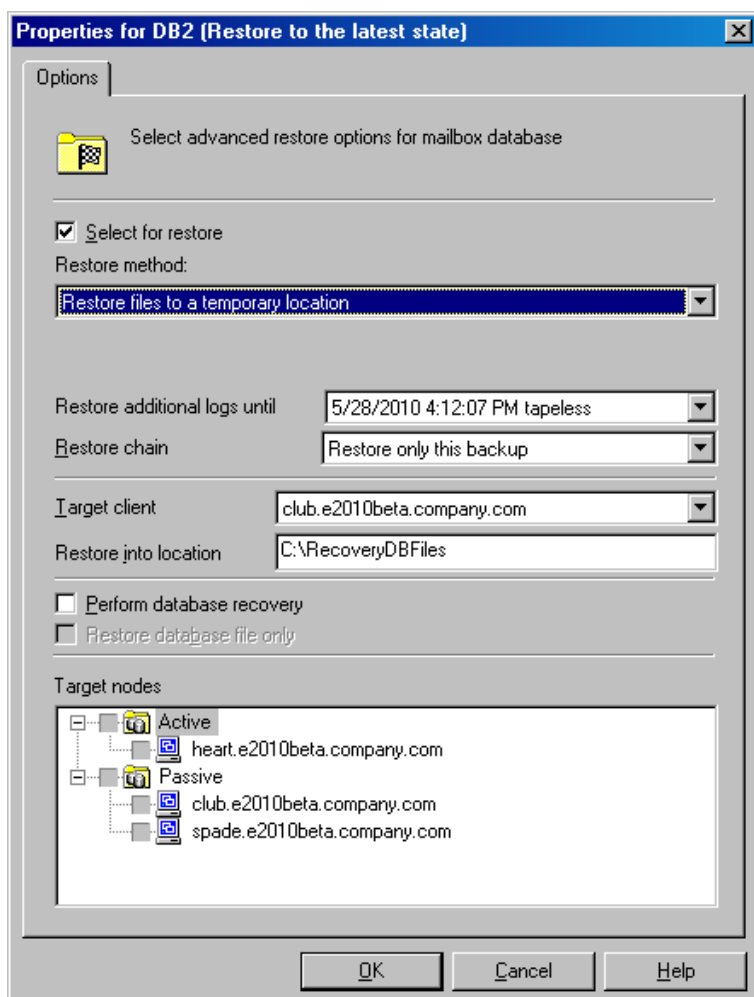 Properties for DB2 (Restore to the latest state)
Options
Select advanced restore options for mailbox database
Select for restore
Restore method:
Restore files to a temporary location
Restore additional logs until 5/28/2010 4:12:07 PM tapeless
Restore chain Restore only this backup
Target client club.e2010beta.company.com
Restore into location C:\RecoveryDBFiles
Perform database recovery
Restore database file only
Target nodes
Active
heart.e2010beta.company.com
Passive
club.e2010beta.company.com
spade.e2010beta.company.com
OK Cancel Help